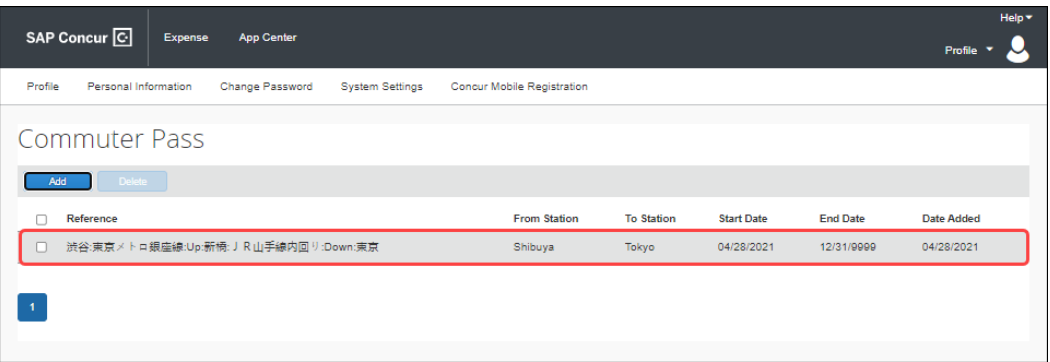 Help
SAP Concur C. Expense App Center
Profile
Profile Personal Information Change Password System Settings Concur Mobile Registration
Commuter Pass
Add Delete
Reference From Station To Station Start Date End Date Date Added
渋谷:東京メトロ銀座線:Up:新橋:ＪＲ山手線内回り:Down:東京 Shibuya Tokyo 04/28/2021 12/31/9999 04/28/2021
1